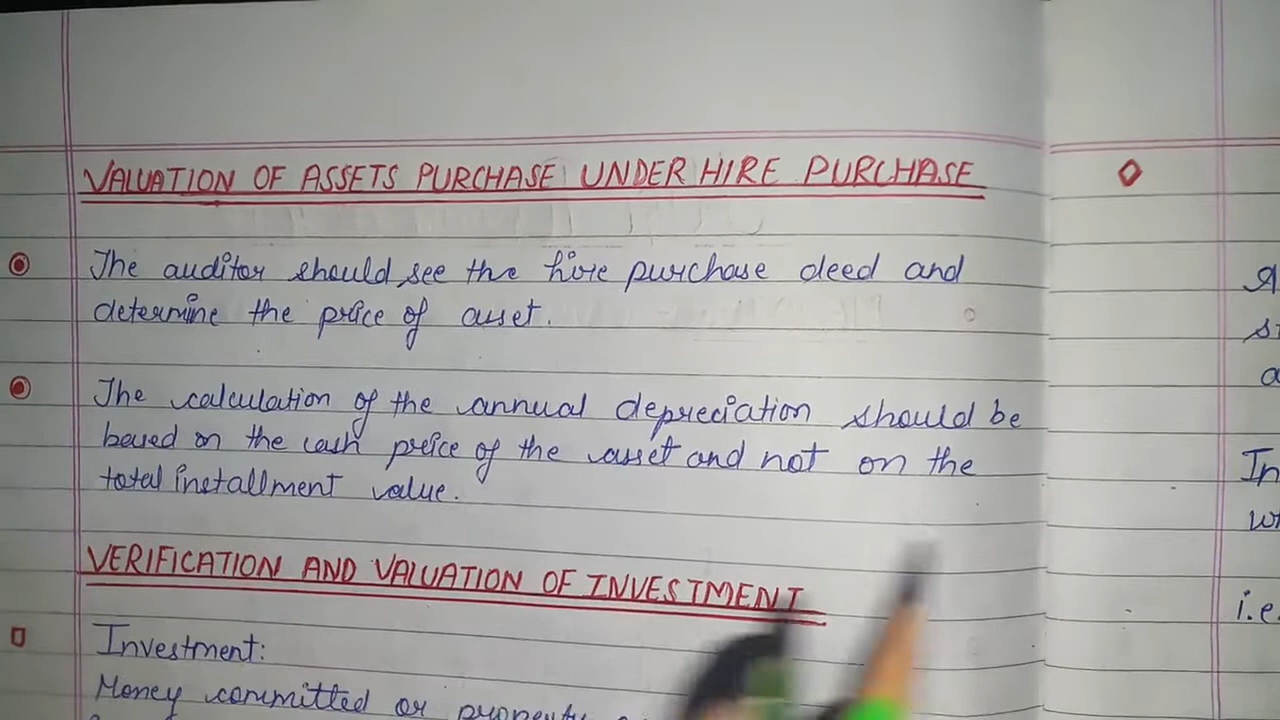 VALUATION OF ASSETS PURCHASE UNDER HIRE PURCHASE
The auditor should see the hire purchase deed and
determine the price of asset.
The calculation of the annual depreciation should be
based on the cash price of the asset and not on the
total installment value.
VERIFICATION AND VALUATION OF INVESTMENT
Investment:
Money committed or property
In
i.e.